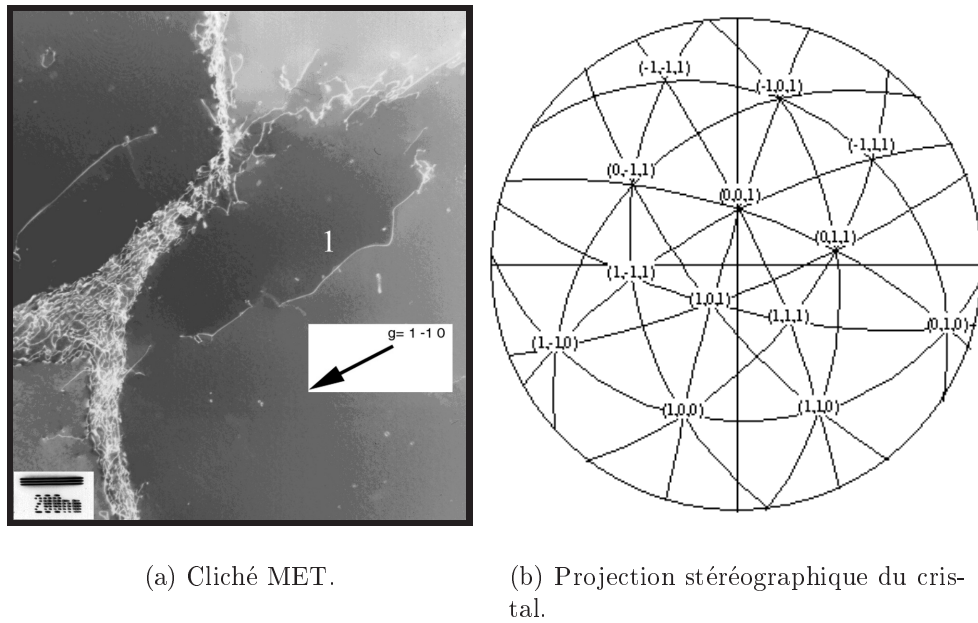 1
g= 1 -1 0
200nm
(-1,-1,1)
(-1,0,1)
(-1,1,1)
(0,-1,1)
(0,0,1)
(0,1,1)
(1,-1,1)
(1,0,1)
(1,1,1)
(0,1,0)
(1,-1,0)
(1,0,0)
(1,1,0)
(a) Cliché MET.
(b) Projection stéréographique du cris-
tal.